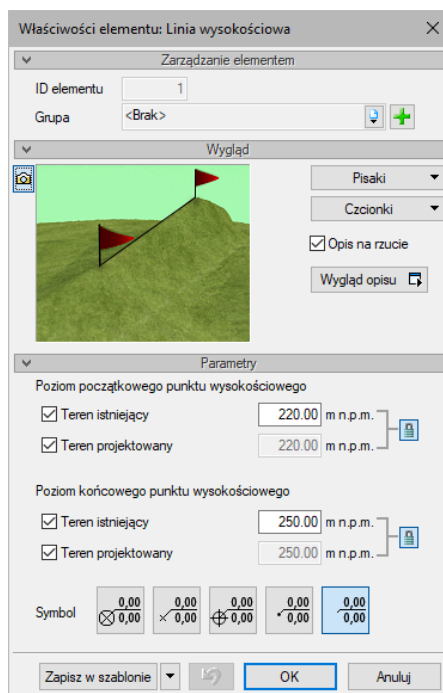 Właściwości elementu: Linia wysokościowa
Zarządzanie elementem
ID elementu 1
Grupa <Brak>
Wygląd
Pisaki
Czcionki
Opis na rzucie
Wygląd opisu
Parametry
Poziom początkowego punktu wysokościowego
Teren istniejący 220.00 m n.p.m.
Teren projektowany 220.00 m n.p.m.
Poziom końcowego punktu wysokościowego
Teren istniejący 250.00 m n.p.m.
Teren projektowany 250.00 m n.p.m.
0,00 0,00 0,00 0,00 0,00
Symbol
0,00 0,00 0,00 0,00 0,00
Zapisz w szablonie OK Anuluj